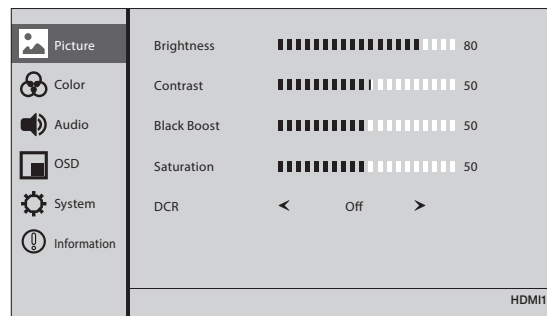 Picture
Color
Audio
OSD
System
Information
Brightness 80
Contrast 50
Black Boost 50
Saturation 50
DCR < Off >
HDMI1